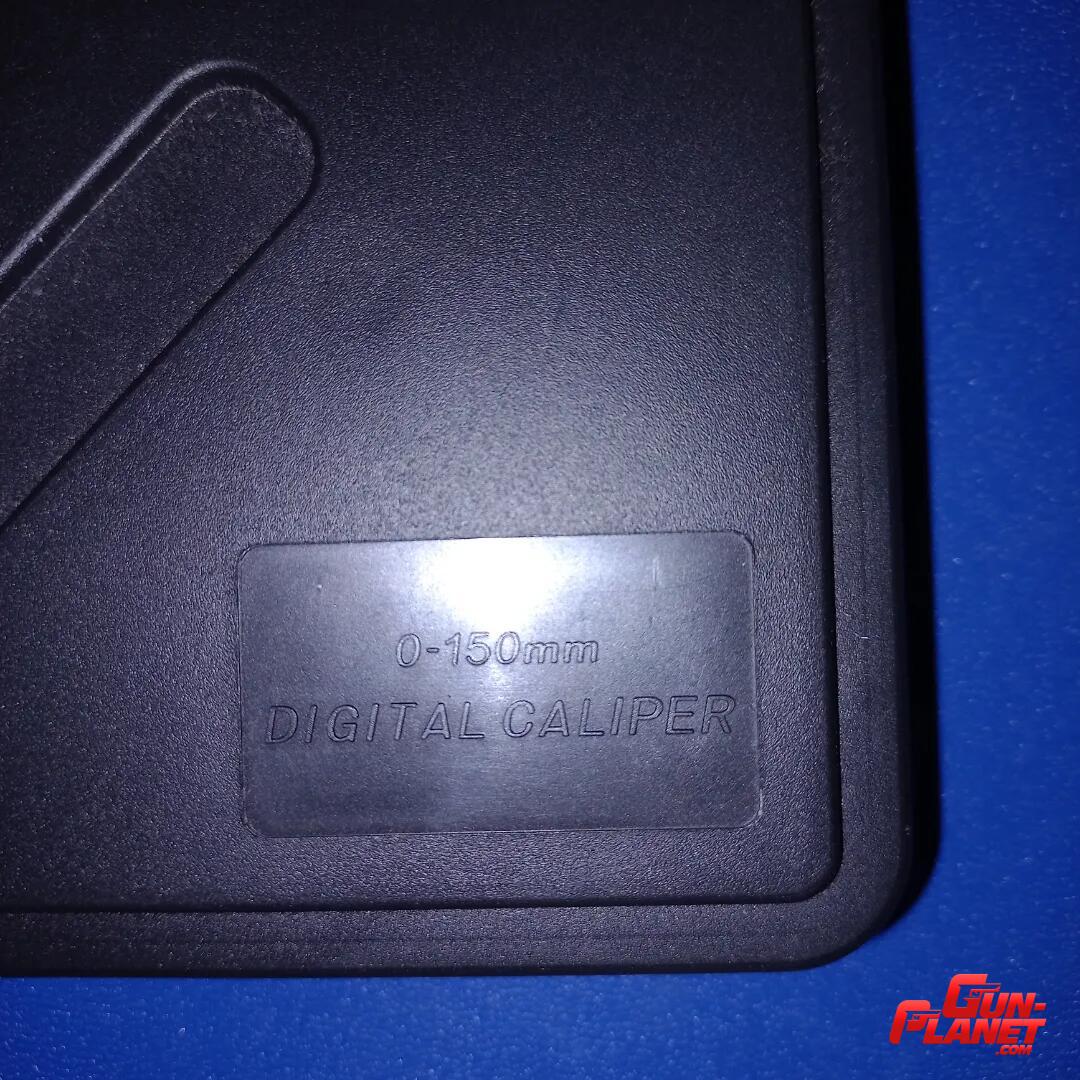 0-150mm
DIGITAL CALIPER
GUN-
PLANET
.COM